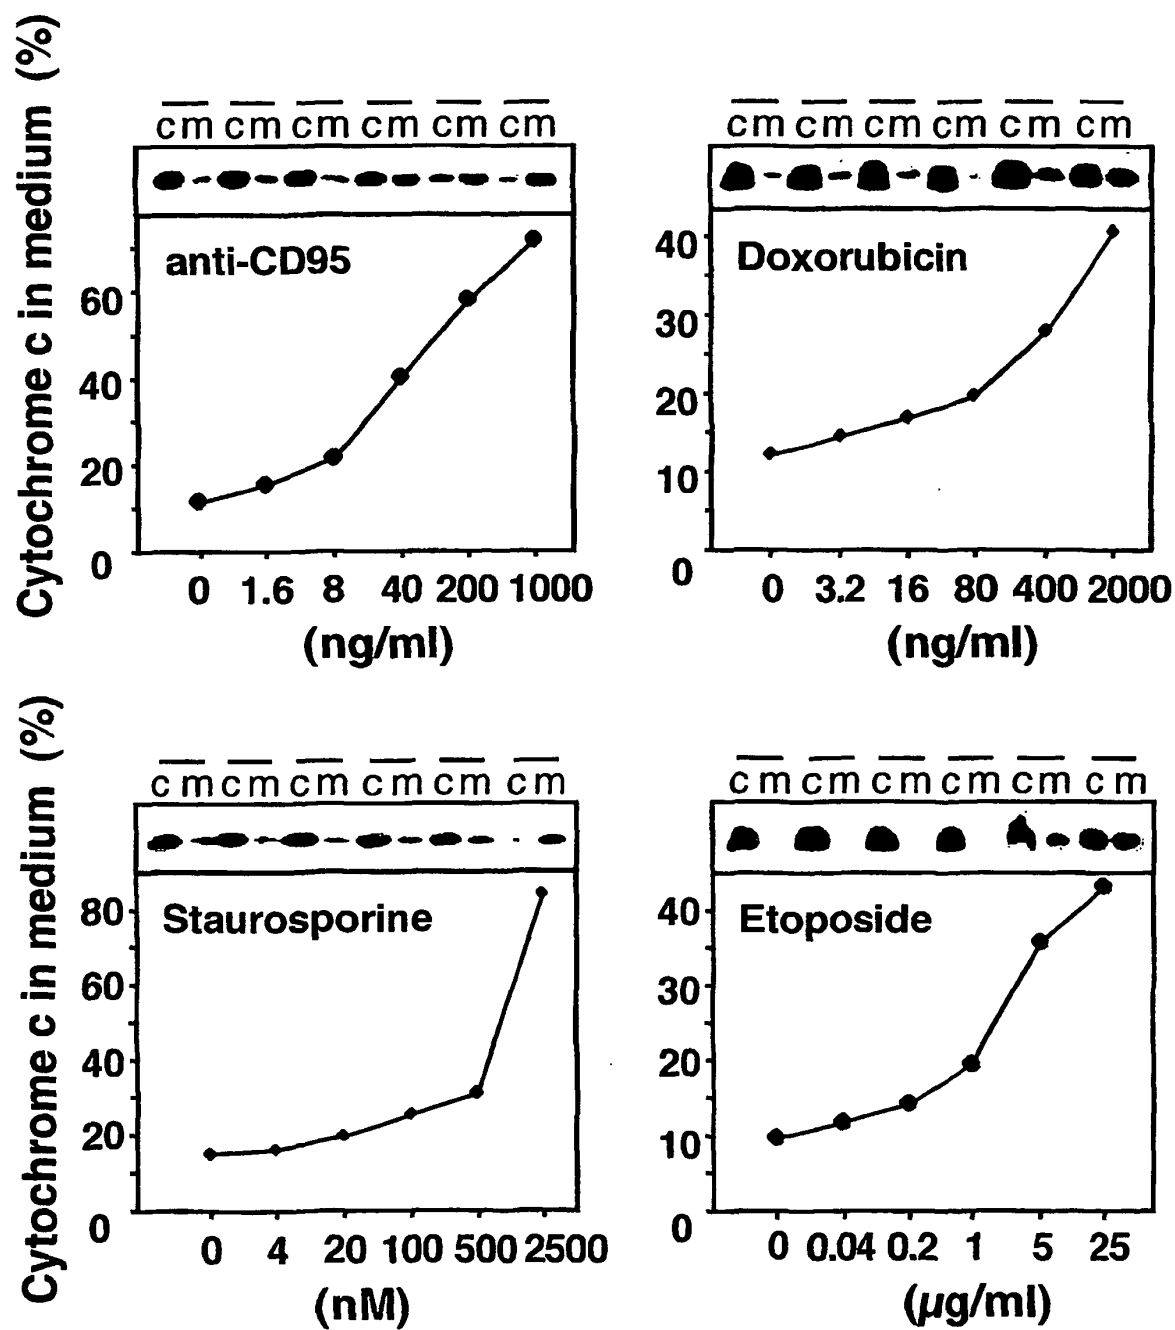 Cytochrome c in medium (%)
c m c m c m c m c m c m
anti-CD95
60
40
20
0
0 1.6 8 40 200 1000
(ng/ml)
c m c m c m c m c m c m
Doxorubicin
40
30
20
10
0
0 3.2 16 80 400 2000
(ng/ml)
Cytochrome c in medium (%)
c m c m c m c m c m c m
Staurosporine
80
60
40
20
0
0 4 20 100 500 2500
(nM)
c m c m c m c m c m c m
Etoposide
40
30
20
10
0
0 0.04 0.2 1 5 25
(µg/ml)